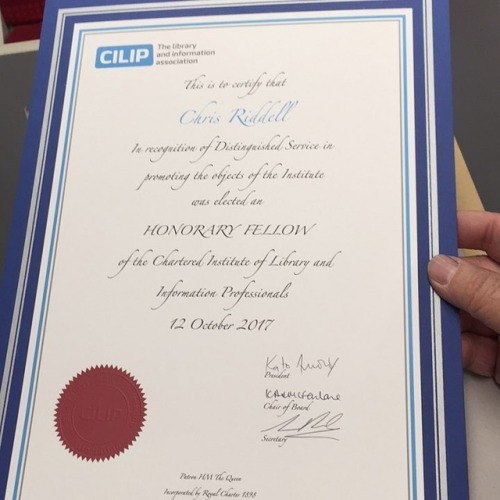 CILIP
The library
and information
association
This is to certify that
Chris Riddell
In recognition of Distinguished Service in
promoting the objects of the Institute
was elected an
HONORARY FELLOW
of the Chartered Institute of Library and
Information Professionals
12 October 2017
President
Chair of Board
Secretary
CILIP
Patron HM The Queen
Incorporated by Royal Charter 1898